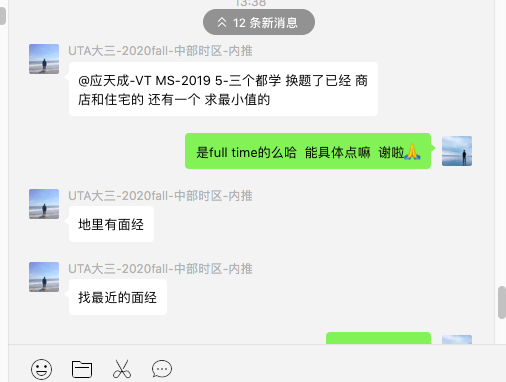 13:38
12 条新消息
UTA大三-2020fall-中部时区-内推
@应天成-VT MS-2019 5-三个都学 换题了已经 商
店和住宅的 还有一个 求最小值的
是full time的么哈 能具体点嘛 谢啦🙏
UTA大三-2020fall-中部时区-内推
地里有面经
UTA大三-2020fall-中部时区-内推
找最近的面经